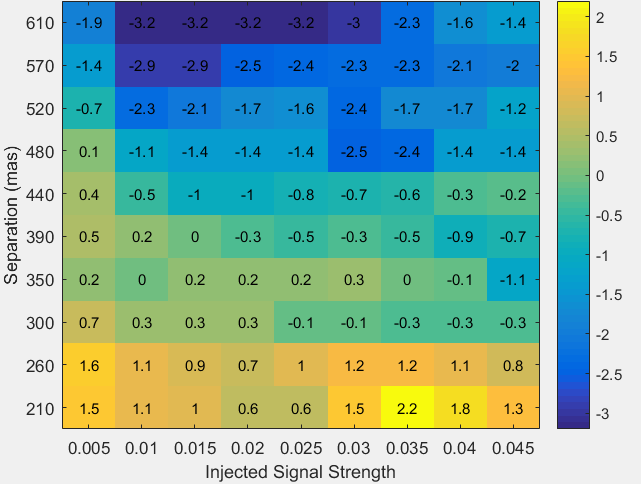 610 -1.9 -3.2 -3.2 -3.2 -3.2 -3 -2.3 -1.6 -1.4
570 -1.4 -2.9 -2.9 -2.5 -2.4 -2.3 -2.3 -2.1 -2
520 -0.7 -2.3 -2.1 -1.7 -1.6 -2.4 -1.7 -1.7 -1.2
480 0.1 -1.1 -1.4 -1.4 -1.4 -2.5 -2.4 -1.4 -1.4
440 0.4 -0.5 -1 -1 -0.8 -0.7 -0.6 -0.3 -0.2
390 0.5 0.2 0 -0.3 -0.5 -0.3 -0.5 -0.9 -0.7
350 0.2 0 0.2 0.2 0.2 0.3 0 -0.1 -1.1
300 0.7 0.3 0.3 0.3 -0.1 -0.1 -0.3 -0.3 -0.3
260 1.6 1.1 0.9 0.7 1 1.2 1.2 1.1 0.8
210 1.5 1.1 1 0.6 0.6 1.5 2.2 1.8 1.3
0.005 0.01 0.015 0.02 0.025 0.03 0.035 0.04 0.045
Injected Signal Strength
Separation (mas)
2
1.5
1
0.5
0
-0.5
-1
-1.5
-2
-2.5
-3